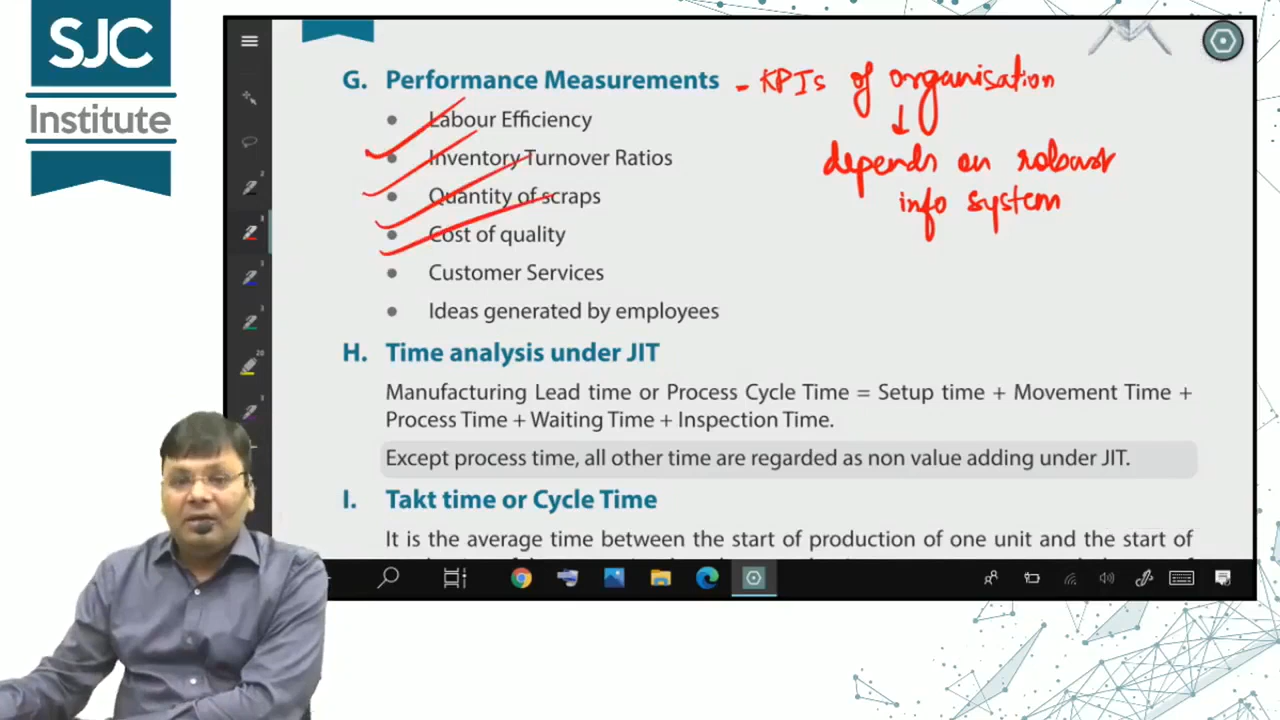 SJC
Institute
G. Performance Measurements - KPIs of organisation
↓
• Labour Efficiency
• Inventory Turnover Ratios
depends on robust
• Quantity of scraps
info system
• Cost of quality
• Customer Services
• Ideas generated by employees
H. Time analysis under JIT
Manufacturing Lead time or Process Cycle Time = Setup time + Movement Time +
Process Time + Waiting Time + Inspection Time.
Except process time, all other time are regarded as non value adding under JIT.
I. Takt time or Cycle Time
It is the average time between the start of production of one unit and the start of